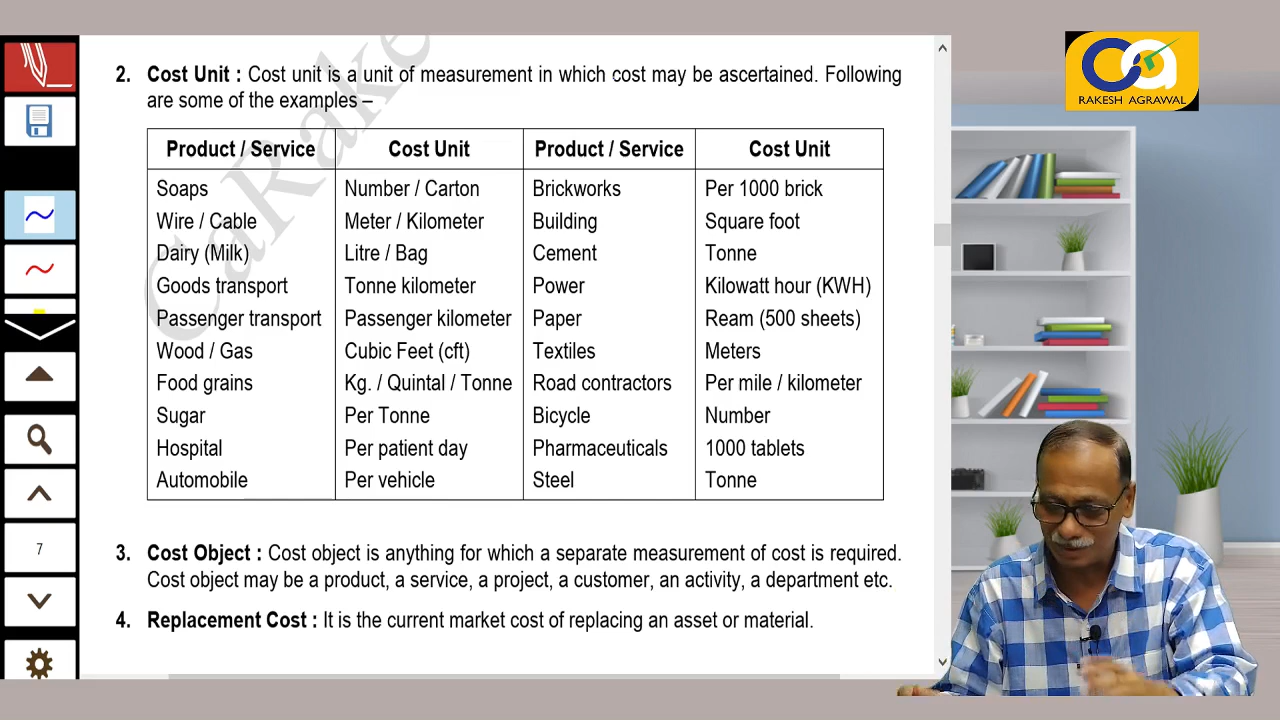 2. Cost Unit : Cost unit is a unit of measurement in which cost may be ascertained. Following
are some of the examples –
Product / Service Cost Unit Product / Service Cost Unit
Soaps Number / Carton Brickworks Per 1000 brick
Wire / Cable Meter / Kilometer Building Square foot
Dairy (Milk) Litre / Bag Cement Tonne
Goods transport Tonne kilometer Power Kilowatt hour (KWH)
Passenger transport Passenger kilometer Paper Ream (500 sheets)
Wood / Gas Cubic Feet (cft) Textiles Meters
Food grains Kg. / Quintal / Tonne Road contractors Per mile / kilometer
Sugar Per Tonne Bicycle Number
Hospital Per patient day Pharmaceuticals 1000 tablets
Automobile Per vehicle Steel Tonne
3. Cost Object : Cost object is anything for which a separate measurement of cost is required.
Cost object may be a product, a service, a project, a customer, an activity, a department etc.
4. Replacement Cost : It is the current market cost of replacing an asset or material.
CaRake
7
ca
RAKESH AGRAWAL